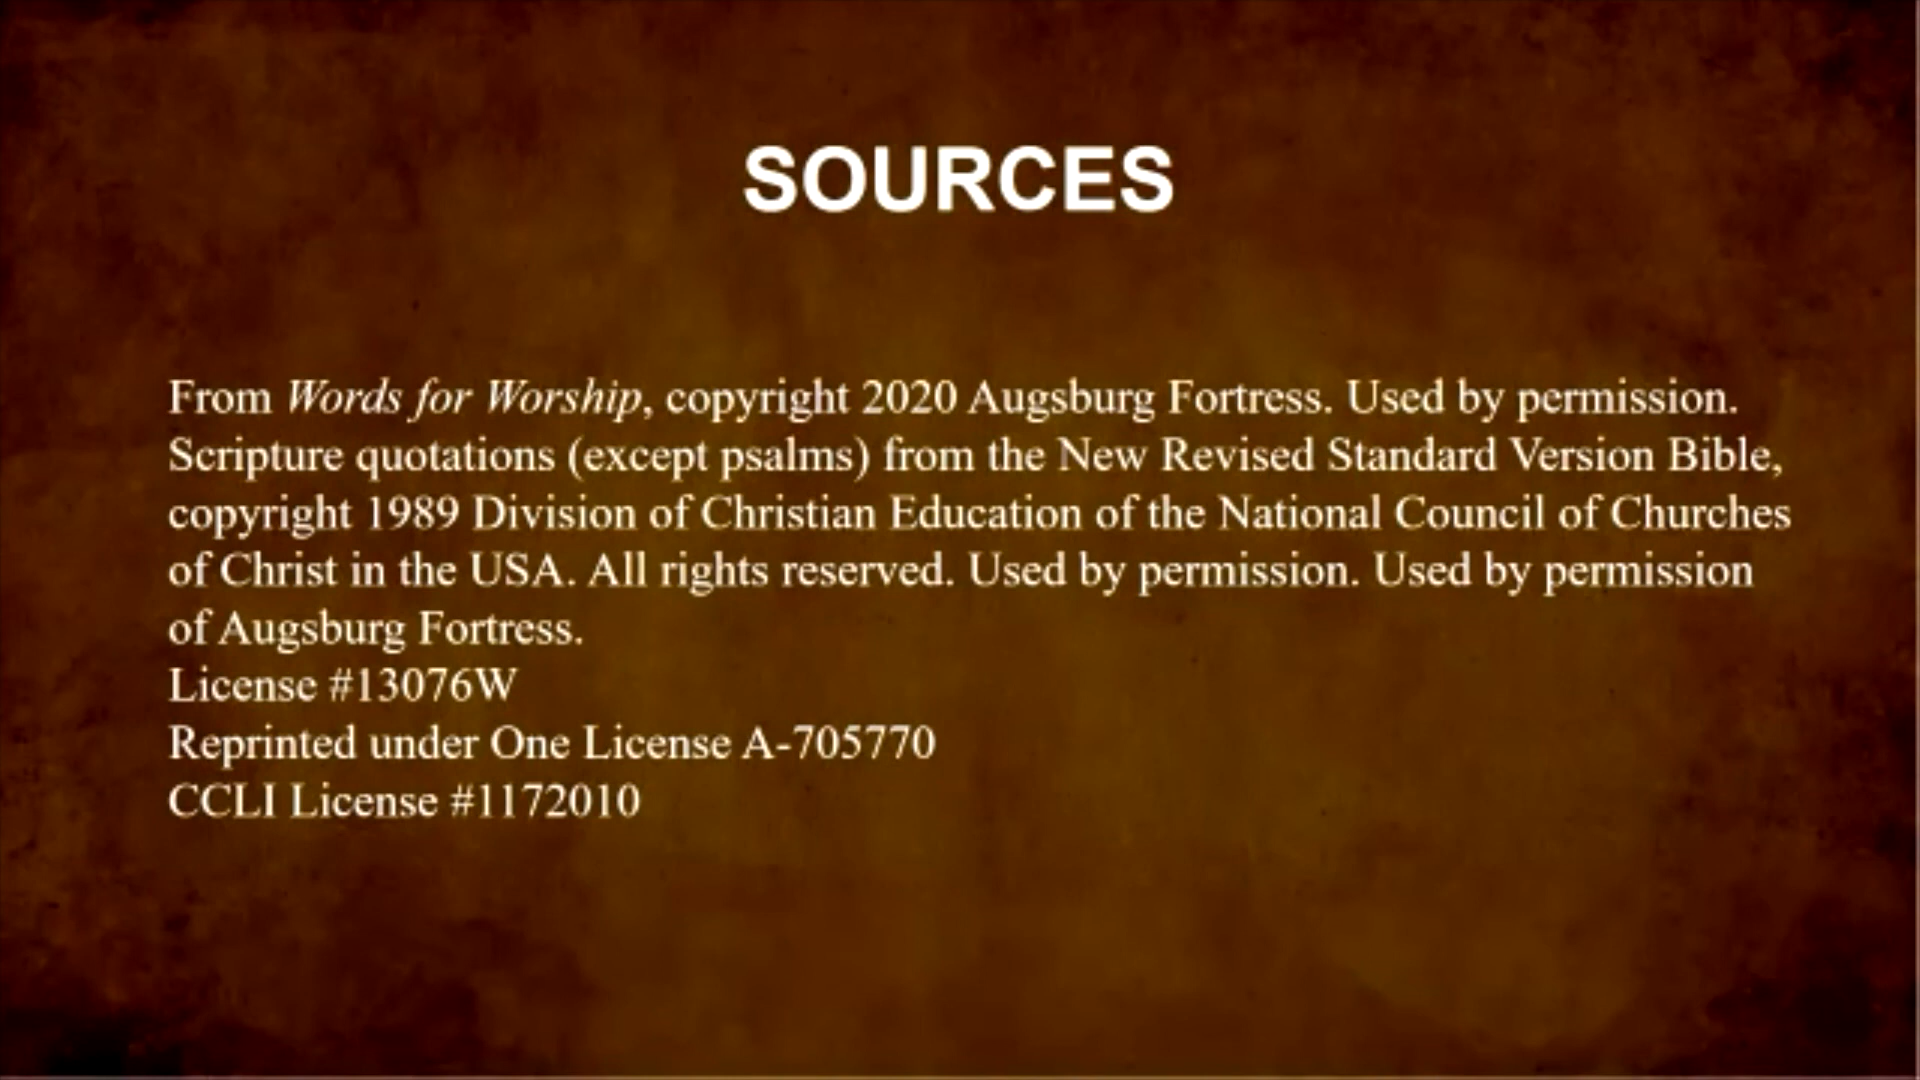 SOURCES
From Words for Worship, copyright 2020 Augsburg Fortress. Used by permission.
Scripture quotations (except psalms) from the New Revised Standard Version Bible,
copyright 1989 Division of Christian Education of the National Council of Churches
of Christ in the USA. All rights reserved. Used by permission. Used by permission
of Augsburg Fortress.
License #13076W
Reprinted under One License A-705770
CCLI License #1172010